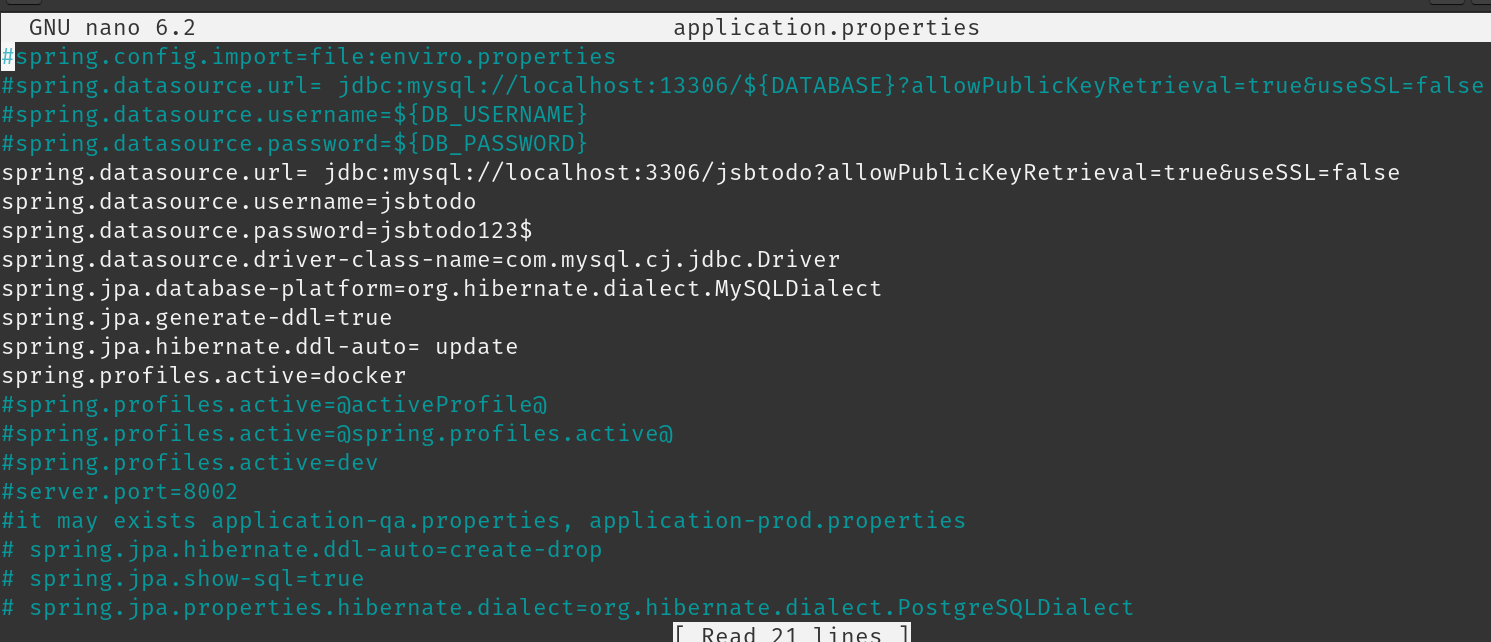 GNU nano 6.2 application.properties
#spring.config.import=file:enviro.properties
#spring.datasource.url= jdbc:mysql://localhost:13306/${DATABASE}?allowPublicKeyRetrieval=true&useSSL=false
#spring.datasource.username=${DB_USERNAME}
#spring.datasource.password=${DB_PASSWORD}
spring.datasource.url= jdbc:mysql://localhost:3306/jsbtodo?allowPublicKeyRetrieval=true&useSSL=false
spring.datasource.username=jsbtodo
spring.datasource.password=jsbtodo123$
spring.datasource.driver-class-name=com.mysql.cj.jdbc.Driver
spring.jpa.database-platform=org.hibernate.dialect.MySQLDialect
spring.jpa.generate-ddl=true
spring.jpa.hibernate.ddl-auto= update
spring.profiles.active=docker
#spring.profiles.active=@activeProfile@
#spring.profiles.active=@spring.profiles.active@
#spring.profiles.active=dev
#server.port=8002
#it may exists application-qa.properties, application-prod.properties
# spring.jpa.hibernate.ddl-auto=create-drop
# spring.jpa.show-sql=true
# spring.jpa.properties.hibernate.dialect=org.hibernate.dialect.PostgreSQLDialect
[ Read 21 lines ]